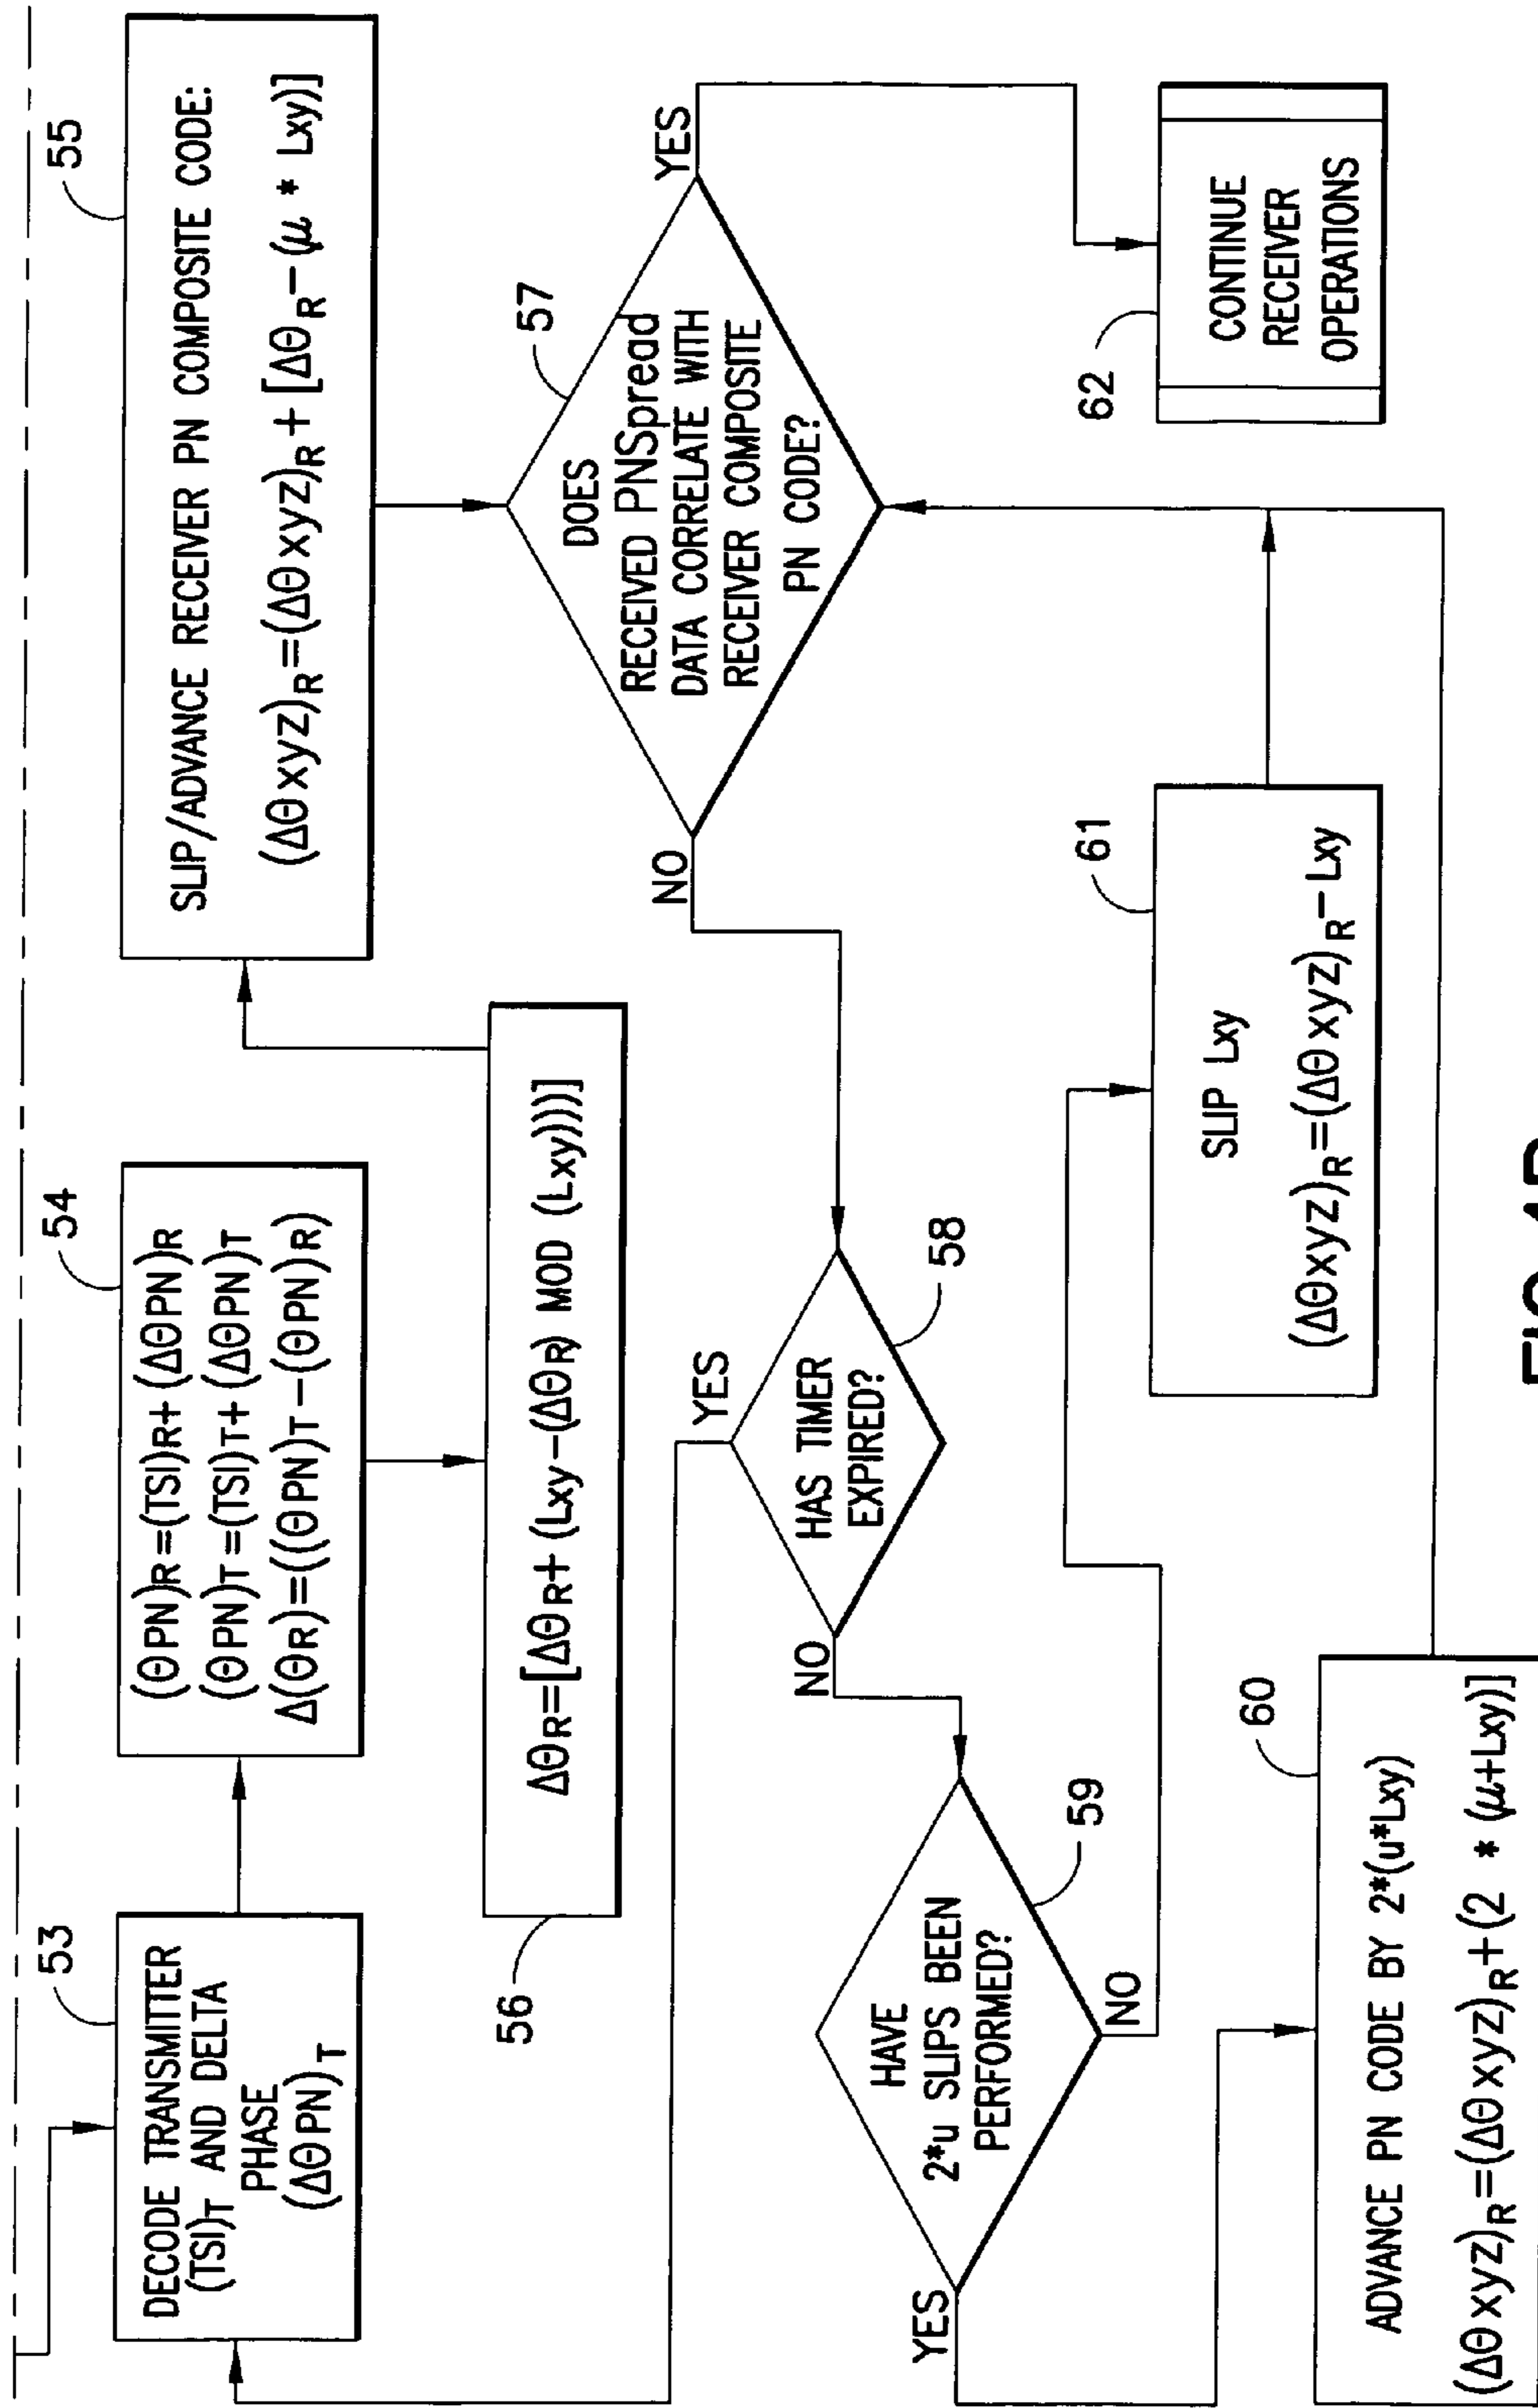 53
DECODE TRANSMITTER
(TSI)T AND DELTA
PHASE
(ΔΘPN)T
54
(ΘPN)R=(TSI)R+(ΔΘPN)R
(ΘPN)T=(TSI)T+(ΔΘPN)T
Δ(ΘR)=((ΘPN)T-(ΘPN)R)
55
SLIP/ADVANCE RECEIVER PN COMPOSITE CODE:
(ΔΘxyz)R=(ΔΘxyz)R+[ΔΘR-(μ * Lxy)]
56
ΔΘR=[ΔΘR+(Lxy-(ΔΘR) MOD (Lxy)))]
57
DOES
RECEIVED PNSpread
DATA CORRELATE WITH
RECEIVER COMPOSITE
PN CODE?
YES
NO
YES
HAS TIMER
EXPIRED?
58
NO
HAVE
2*u SLIPS BEEN
PERFORMED?
59
YES
NO
61
SLIP Lxy
(ΔΘxyz)R=(ΔΘxyz)R-Lxy
62
CONTINUE
RECEIVER
OPERATIONS
60
ADVANCE PN CODE BY 2*(u*Lxy)
(ΔΘxyz)R=(ΔΘxyz)R+(2 * (μ+Lxy)]